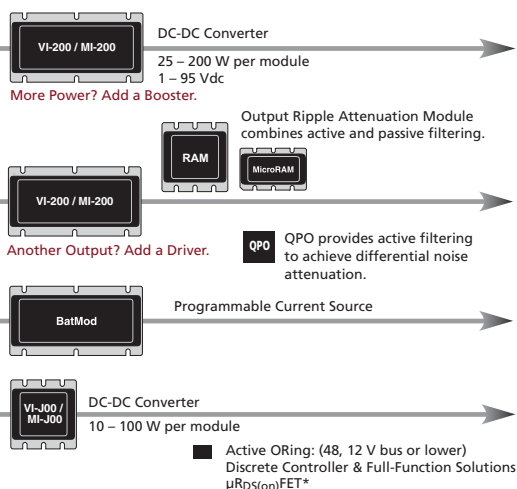 VI-200 / MI-200
DC-DC Converter
25 – 200 W per module
1 – 95 Vdc
More Power? Add a Booster.
Output Ripple Attenuation Module
combines active and passive filtering.
RAM
MicroRAM
VI-200 / MI-200
Another Output? Add a Driver.
QPO
QPO provides active filtering
to achieve differential noise
attenuation.
BatMod
Programmable Current Source
VI-J00 /
MI-J00
DC-DC Converter
10 – 100 W per module
Active ORing: (48, 12 V bus or lower)
Discrete Controller & Full-Function Solutions
µRDS(on)FET*